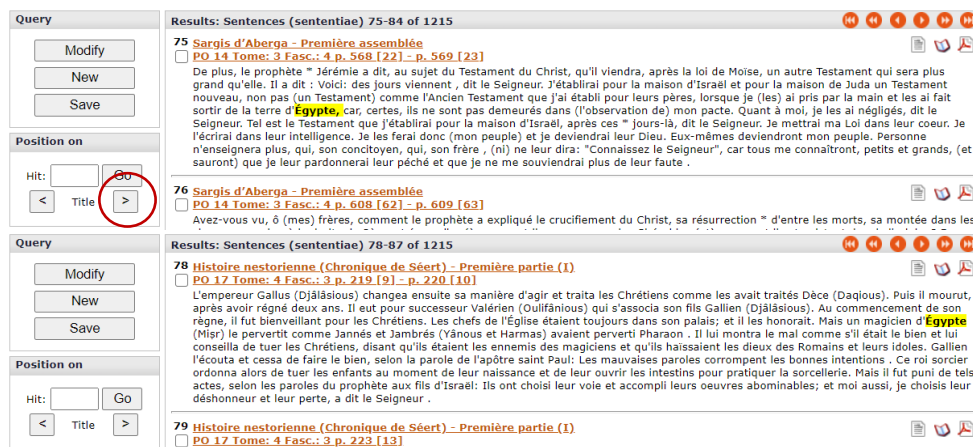 Query
Modify
New
Save
Position on
Hit: Go
< Title >
Results: Sentences (sententiae) 75-84 of 1215
75 Sargis d'Aberga - Première assemblée
PO 14 Tome: 3 Fasc.: 4 p. 568 [22] - p. 569 [23]
De plus, le prophète * Jérémie a dit, au sujet du Testament du Christ, qu'il viendra, après la loi de Moïse, un autre Testament qui sera plus
grand qu'elle. Il a dit : Voici: des jours viennent , dit le Seigneur. J'établirai pour la maison d'Israël et pour la maison de Juda un Testament
nouveau, non pas (un Testament) comme l'Ancien Testament que j'ai établi pour leurs pères, lorsque je (les) ai pris par la main et les ai fait
sortir de la terre d'Égypte, car, certes, ils ne sont pas demeurés dans (l'observation de) mon pacte. Quant à moi, je les ai négligés, dit le
Seigneur. Tel est le Testament que j'établirai pour la maison d'Israël, après ces * jours-là, dit le Seigneur. Je mettrai ma Loi dans leur coeur. Je
l'écrirai dans leur intelligence. Je les ferai donc (mon peuple) et je deviendrai leur Dieu. Eux-mêmes deviendront mon peuple. Personne
n'enseignera plus, qui, son concitoyen, qui, son frère , (ni) ne leur dira: "Connaissez le Seigneur", car tous me connaîtront, petits et grands, (et
sauront) que je leur pardonnerai leur péché et que je ne me souviendrai plus de leur faute .
76 Sargis d'Aberga - Première assemblée
PO 14 Tome: 3 Fasc.: 4 p. 608 [62] - p. 609 [63]
Avez-vous vu, ô (mes) frères, comment le prophète a expliqué le crucifiement du Christ, sa résurrection * d'entre les morts, sa montée dans les
Query
Modify
New
Save
Position on
Hit: Go
< Title >
Results: Sentences (sententiae) 78-87 of 1215
78 Histoire nestorienne (Chronique de Séert) - Première partie (I)
PO 17 Tome: 4 Fasc.: 3 p. 219 [9] - p. 220 [10]
L'empereur Gallus (Djâlâsious) changea ensuite sa manière d'agir et traita les Chrétiens comme les avait traités Dèce (Daqious). Puis il mourut,
après avoir régné deux ans. Il eut pour successeur Valérien (Oulifânious) qui s'associa son fils Gallien (Djâlâsious). Au commencement de son
règne, il fut bienveillant pour les Chrétiens. Les chefs de l'Église étaient toujours dans son palais; et il les honorait. Mais un magicien d'Égypte
(Misr) le pervertit comme Jannés et Jambrés (Yânous et Harmas) avaient perverti Pharaon . Il lui montra le mal comme s'il était le bien et lui
conseilla de tuer les Chrétiens, disant qu'ils étaient les ennemis des magiciens et qu'ils haïssaient les dieux des Romains et leurs idoles. Gallien
l'écouta et cessa de faire le bien, selon la parole de l'apôtre saint Paul: Les mauvaises paroles corrompent les bonnes intentions . Ce roi sorcier
ordonna alors de tuer les enfants au moment de leur naissance et de leur ouvrir les intestins pour pratiquer la sorcellerie. Mais il fut puni de tels
actes, selon les paroles du prophète aux fils d'Israël: Ils ont choisi leur voie et accompli leurs oeuvres abominables; et moi aussi, je choisis leur
déshonneur et leur perte, a dit le Seigneur .
79 Histoire nestorienne (Chronique de Séert) - Première partie (I)
PO 17 Tome: 4 Fasc.: 3 p. 223 [13]